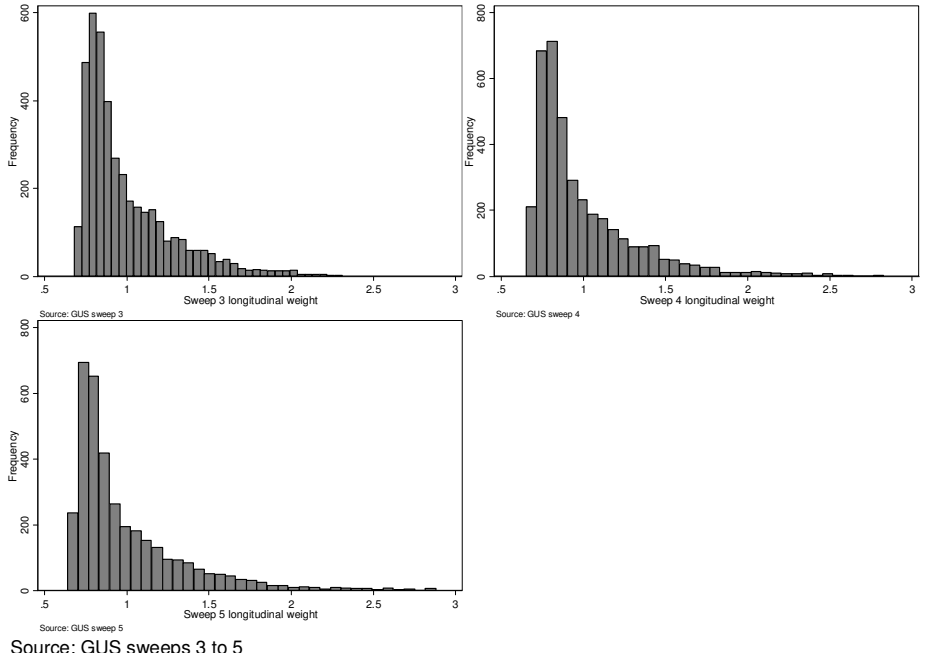 600
400
200
0
Frequency
.5 1 1.5 2 2.5 3
Sweep 3 longitudinal weight
Source: GUS sweep 3
800
600
400
200
0
Frequency
.5 1 1.5 2 2.5 3
Sweep 4 longitudinal weight
Source: GUS sweep 4
800
600
400
200
0
Frequency
.5 1 1.5 2 2.5 3
Sweep 5 longitudinal weight
Source: GUS sweep 5
Source: GUS sweeps 3 to 5